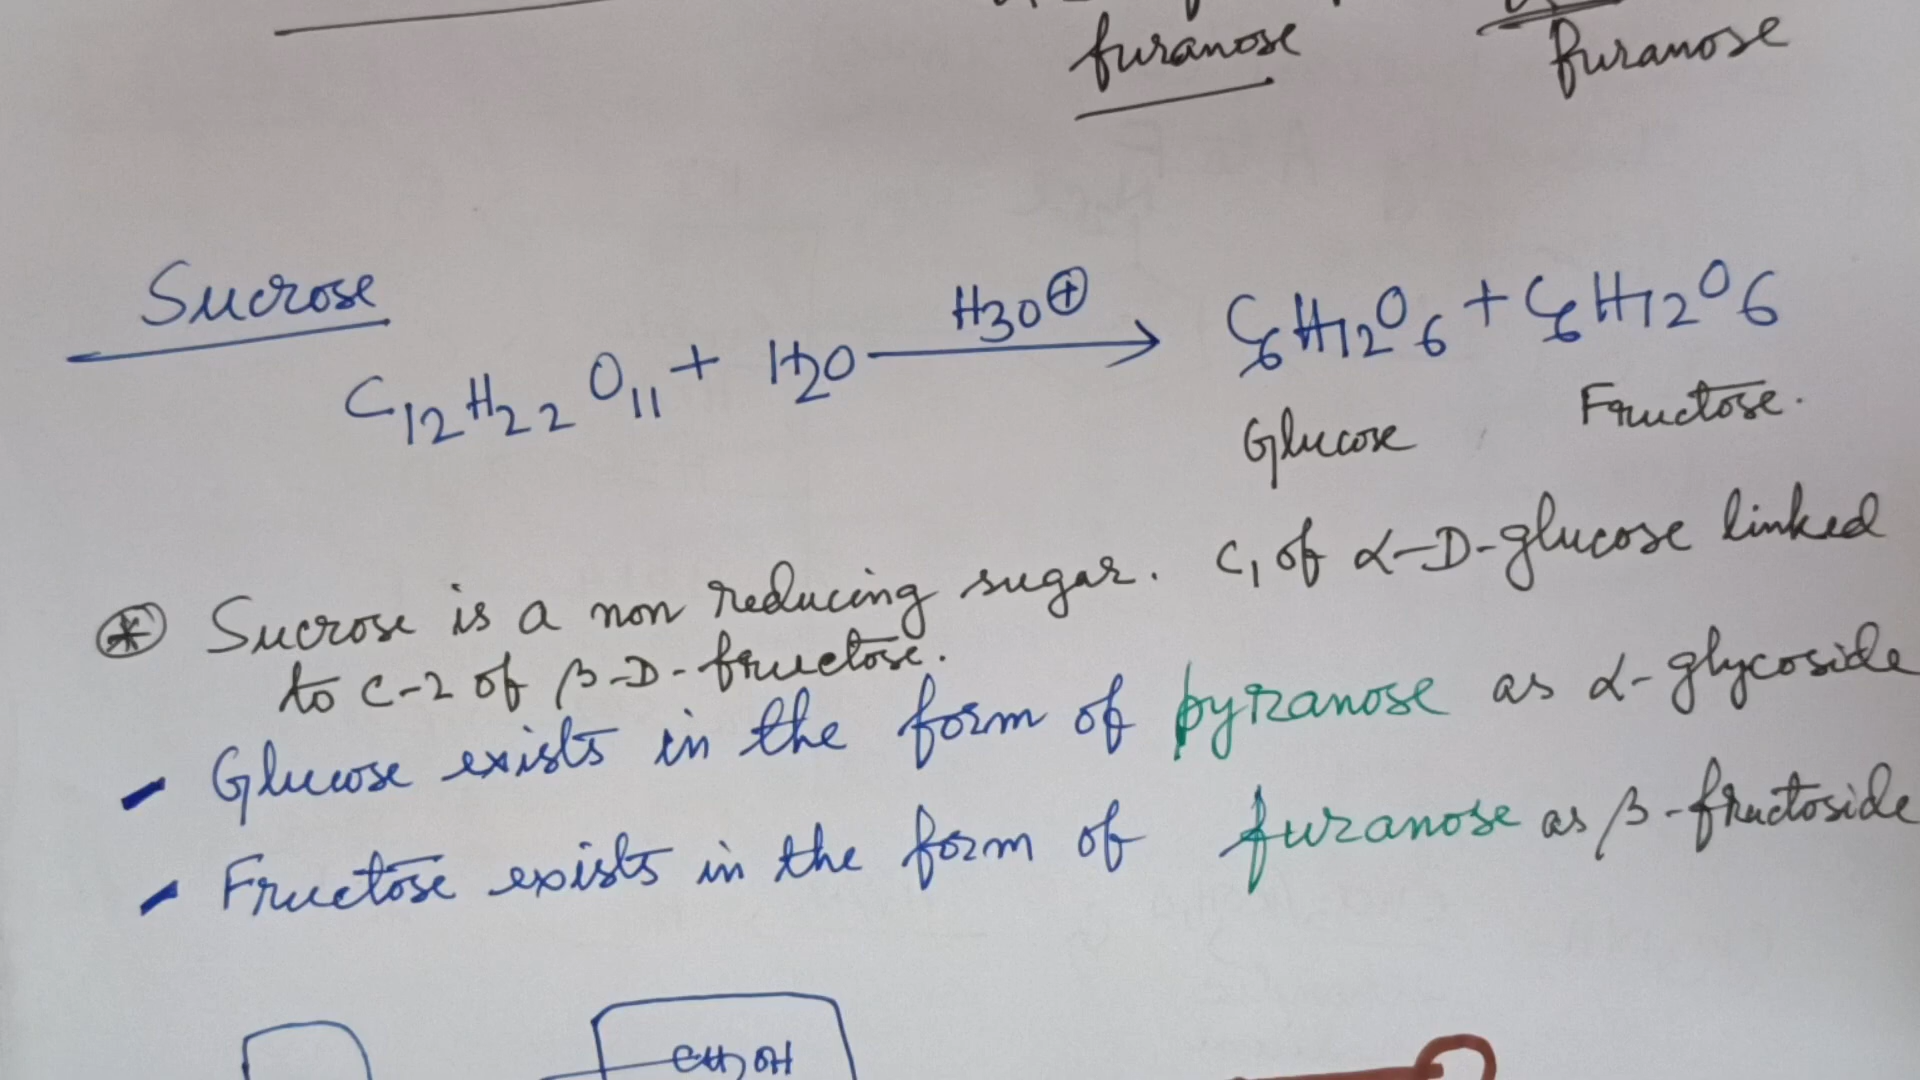 furanose
furanose
Sucrose
C12H22O11 + H2O
H3O⊕
→ C6H12O6 + C6H12O6
Glucose Fructose.
⊛ Sucrose is a non reducing sugar. C1 of α-D-glucose linked
to C-2 of β-D-fructose.
- Glucose exists in the form of pyranose as α-glycoside
- Fructose exists in the form of furanose as β-fructoside
CH2OH